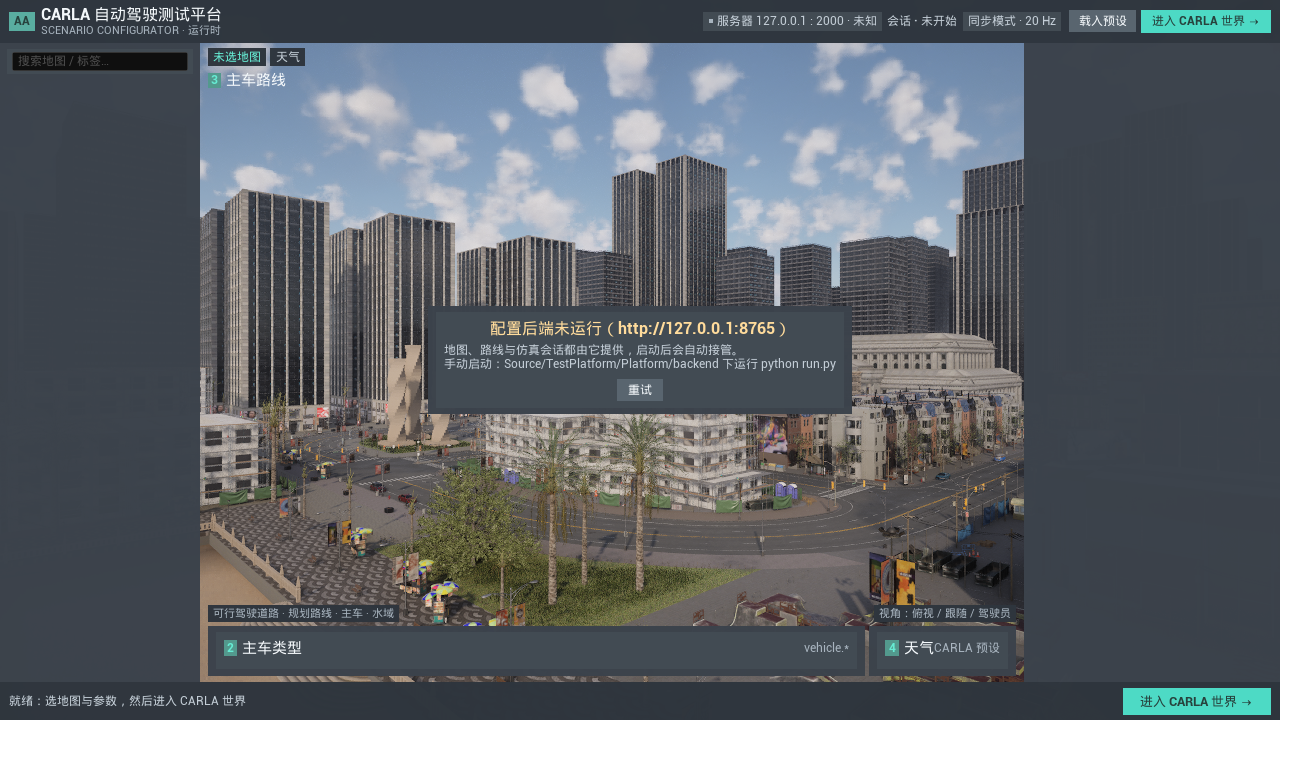 AA
CARLA 自动驾驶测试平台
SCENARIO CONFIGURATOR · 运行时
服务器 127.0.0.1 : 2000 · 未知
会话 · 未开始
同步模式 · 20 Hz
载入预设
进入 CARLA 世界 →
搜索地图 / 标签...
未选地图
天气
3 主车路线
配置后端未运行 ( http://127.0.0.1:8765 )
地图、路线与仿真会话都由它提供，启动后会自动接管。
手动启动：Source/TestPlatform/Platform/backend 下运行 python run.py
重试
可行驾驶道路 · 规划路线 · 主车 · 水域
视角：俯视 / 跟随 / 驾驶员
2 主车类型
vehicle.*
4 天气 CARLA 预设
就绪：选地图与参数，然后进入 CARLA 世界
进入 CARLA 世界 →